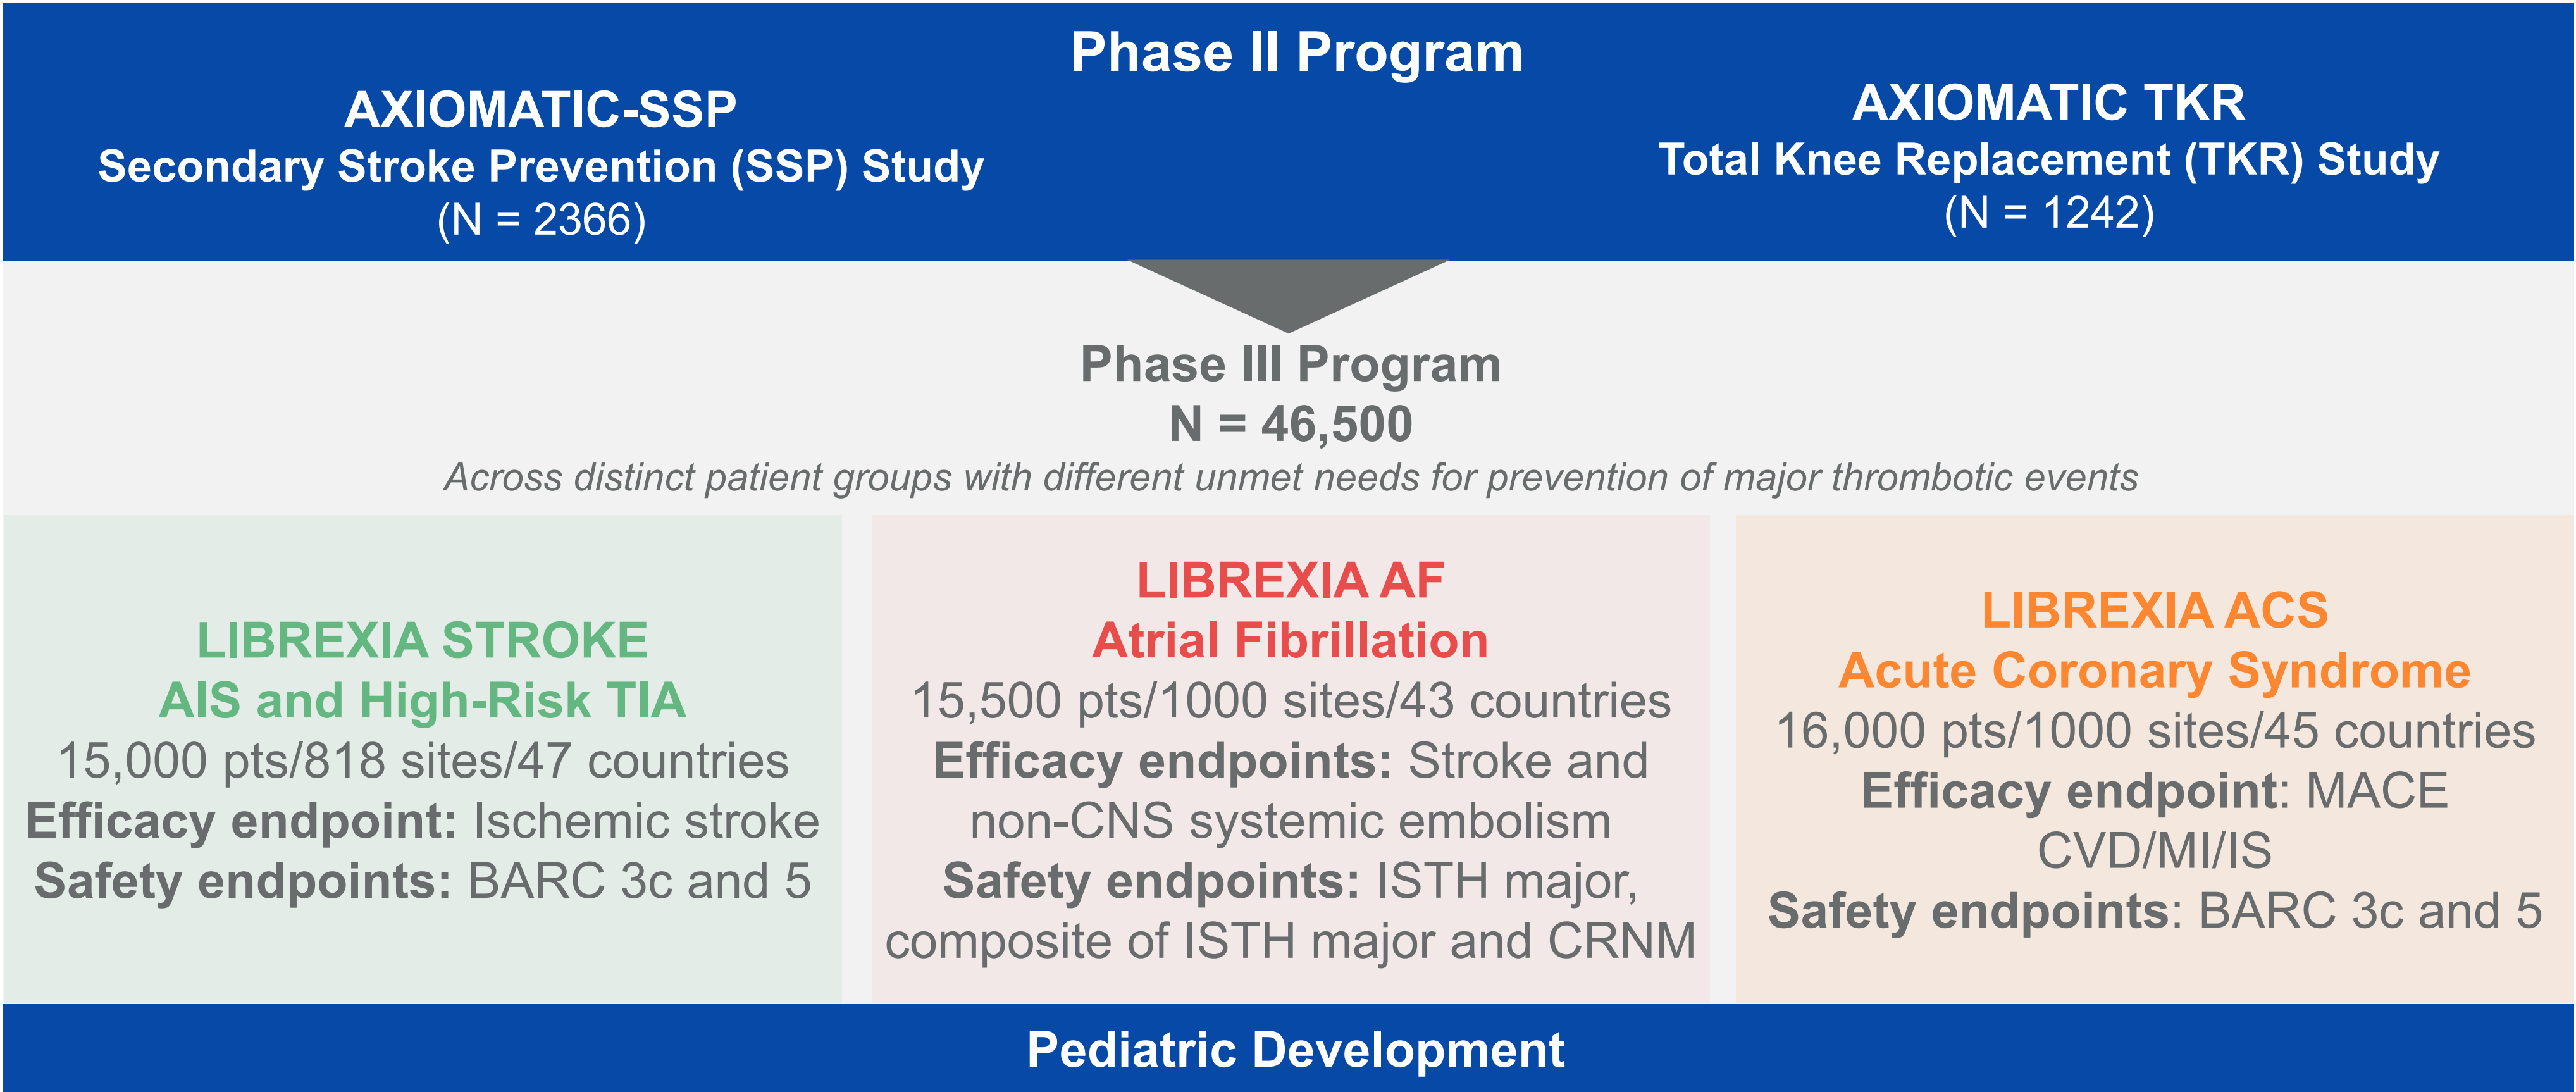 Phase II Program
AXIOMATIC-SSP
Secondary Stroke Prevention (SSP) Study
(N = 2366)
AXIOMATIC TKR
Total Knee Replacement (TKR) Study
(N = 1242)
Phase III Program
N = 46,500
Across distinct patient groups with different unmet needs for prevention of major thrombotic events
LIBREXIA STROKE
AIS and High-Risk TIA
15,000 pts/818 sites/47 countries
Efficacy endpoint: Ischemic stroke
Safety endpoints: BARC 3c and 5
LIBREXIA AF
Atrial Fibrillation
15,500 pts/1000 sites/43 countries
Efficacy endpoints: Stroke and
non-CNS systemic embolism
Safety endpoints: ISTH major,
composite of ISTH major and CRNM
LIBREXIA ACS
Acute Coronary Syndrome
16,000 pts/1000 sites/45 countries
Efficacy endpoint: MACE
CVD/MI/IS
Safety endpoints: BARC 3c and 5
Pediatric Development